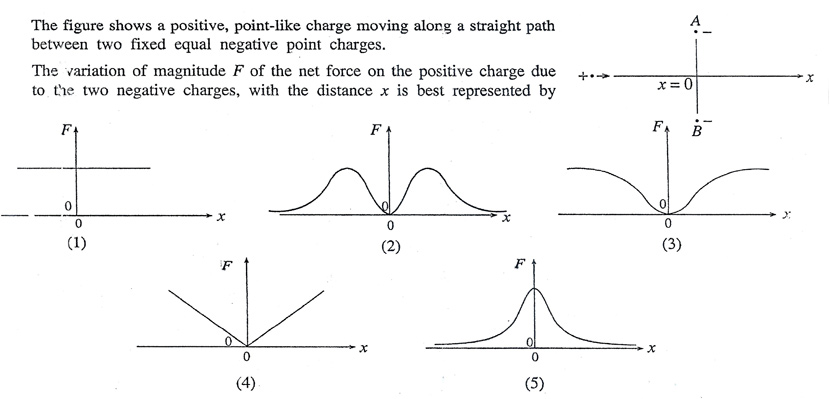 The figure shows a positive, point-like charge moving along a straight path
between two fixed equal negative point charges.
The variation of magnitude F of the net force on the positive charge due
to the two negative charges, with the distance x is best represented by
A
−
+
x = 0
x
B
−
F
0
0
x
(1)
F
0
0
x
(2)
F
0
0
x
(3)
F
0
0
x
(4)
F
0
0
x
(5)